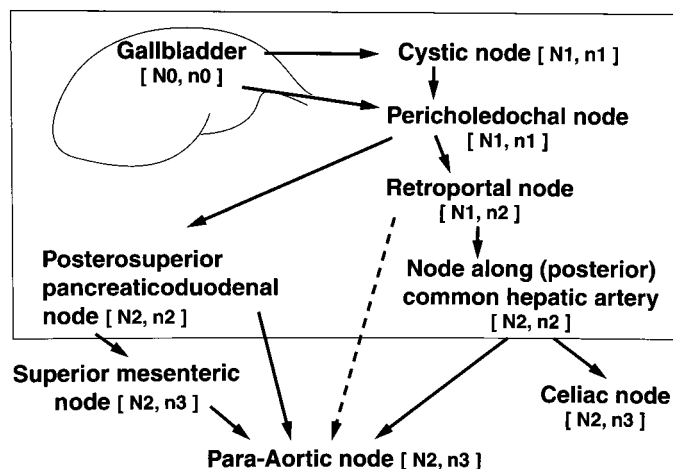 Gallbladder
[ N0, n0 ]
Cystic node [ N1, n1 ]
Pericholedochal node
[ N1, n1 ]
Retroportal node
[ N1, n2 ]
Posterosuperior
pancreaticoduodenal
node [ N2, n2 ]
Node along (posterior)
common hepatic artery
[ N2, n2 ]
Superior mesenteric
node [ N2, n3 ]
Celiac node
[ N2, n3 ]
Para-Aortic node [ N2, n3 ]